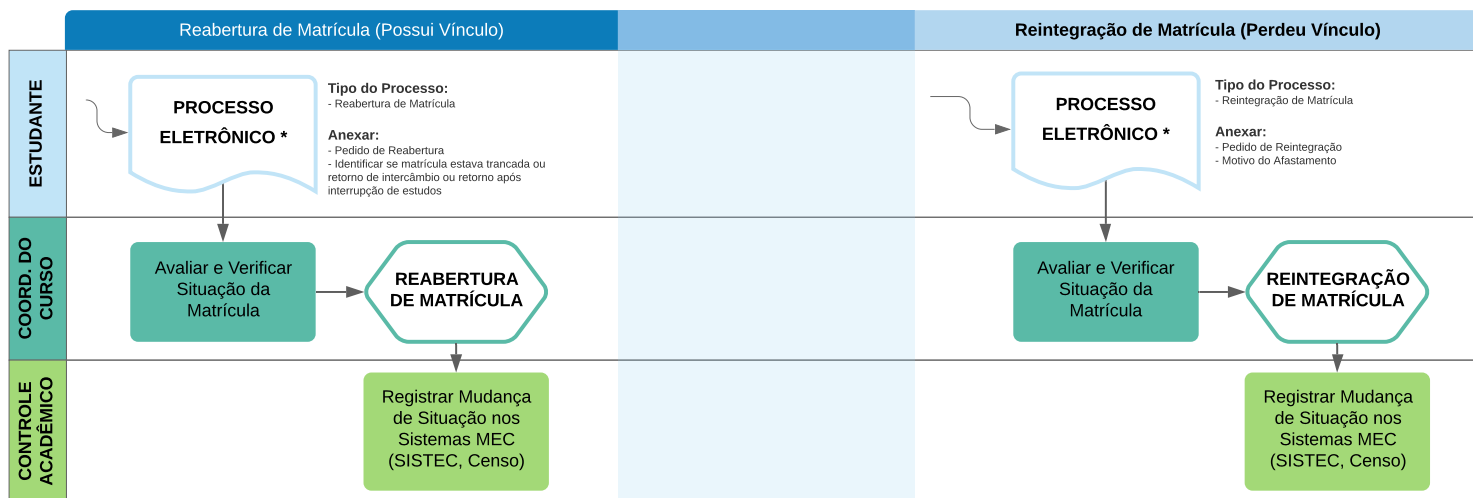 Reabertura de Matrícula (Possui Vínculo)
Reintegração de Matrícula (Perdeu Vínculo)
ESTUDANTE
PROCESSO
ELETRÔNICO *
Tipo do Processo:
- Reabertura de Matrícula
Anexar:
- Pedido de Reabertura
- Identificar se matrícula estava trancada ou
retorno de intercâmbio ou retorno após
interrupção de estudos
PROCESSO
ELETRÔNICO *
Tipo do Processo:
- Reintegração de Matrícula
Anexar:
- Pedido de Reintegração
- Motivo do Afastamento
COORD. DO
CURSO
Avaliar e Verificar
Situação da
Matrícula
REABERTURA
DE MATRÍCULA
Avaliar e Verificar
Situação da
Matrícula
REINTEGRAÇÃO
DE MATRÍCULA
CONTROLE
ACADÊMICO
Registrar Mudança
de Situação nos
Sistemas MEC
(SISTEC, Censo)
Registrar Mudança
de Situação nos
Sistemas MEC
(SISTEC, Censo)